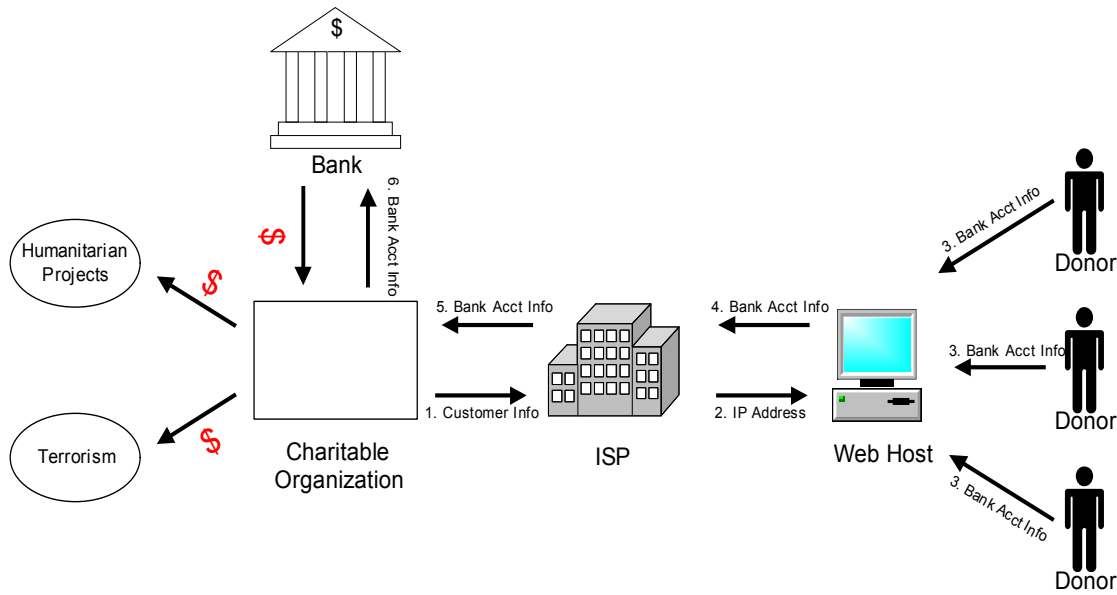 $
Bank
6. Bank Acct Info
$
Humanitarian
Projects
$
Terrorism
$
Charitable
Organization
5. Bank Acct Info
1. Customer Info
ISP
4. Bank Acct Info
2. IP Address
Web Host
3. Bank Acct Info
Donor
3. Bank Acct Info
Donor
3. Bank Acct Info
Donor